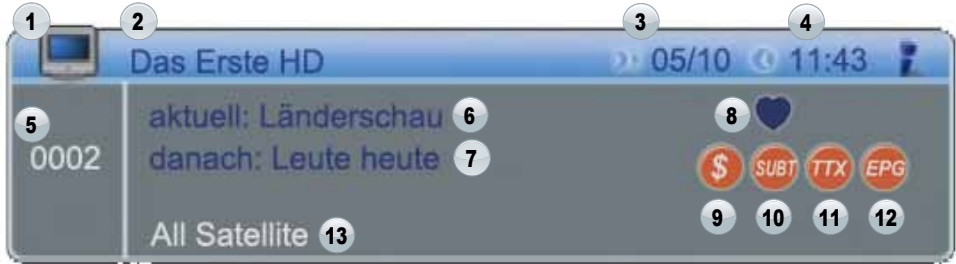 1 2 3 4
Das Erste HD 05/10 11:43 i
5 aktuell: Länderschau 6 8
0002 danach: Leute heute 7 $ SUBT TTX EPG
9 10 11 12
All Satellite 13